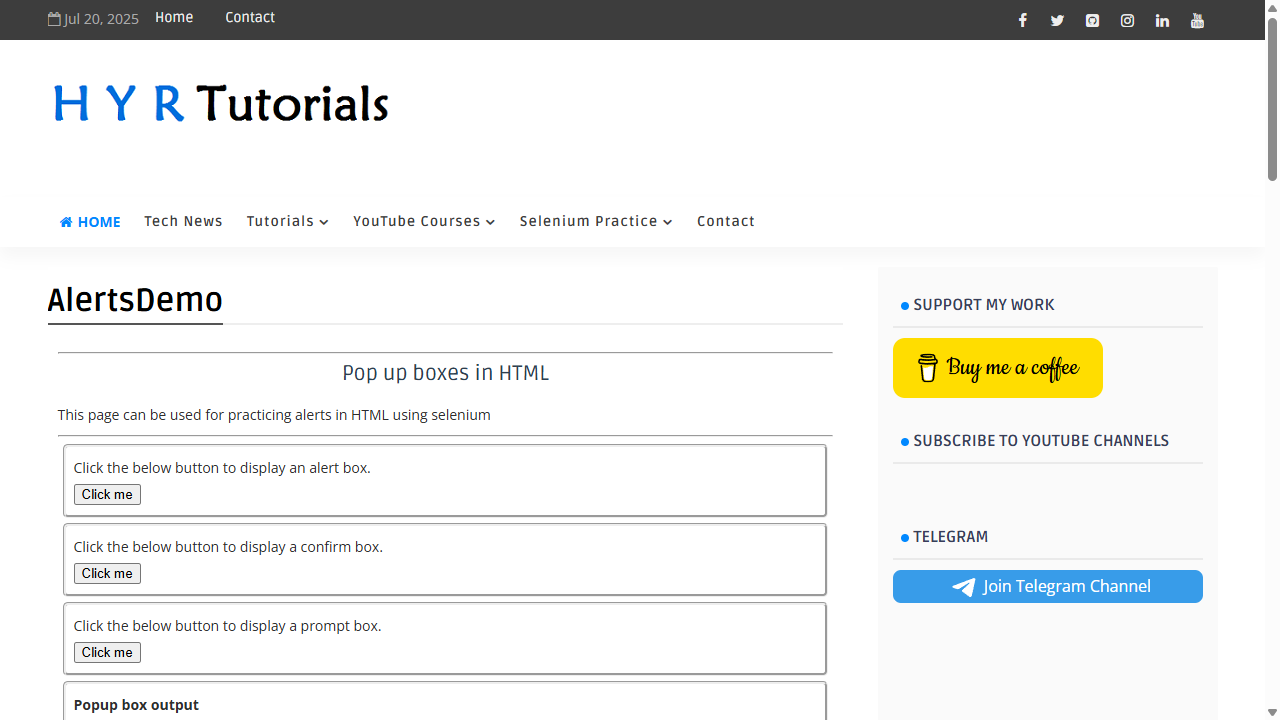 Jul 20, 2025 Home Contact
H Y R Tutorials
HOME Tech News Tutorials YouTube Courses Selenium Practice Contact
AlertsDemo
Pop up boxes in HTML
This page can be used for practicing alerts in HTML using selenium
Click the below button to display an alert box.
Click me
Click the below button to display a confirm box.
Click me
Click the below button to display a prompt box.
Click me
Popup box output
SUPPORT MY WORK
Buy me a coffee
SUBSCRIBE TO YOUTUBE CHANNELS
TELEGRAM
Join Telegram Channel